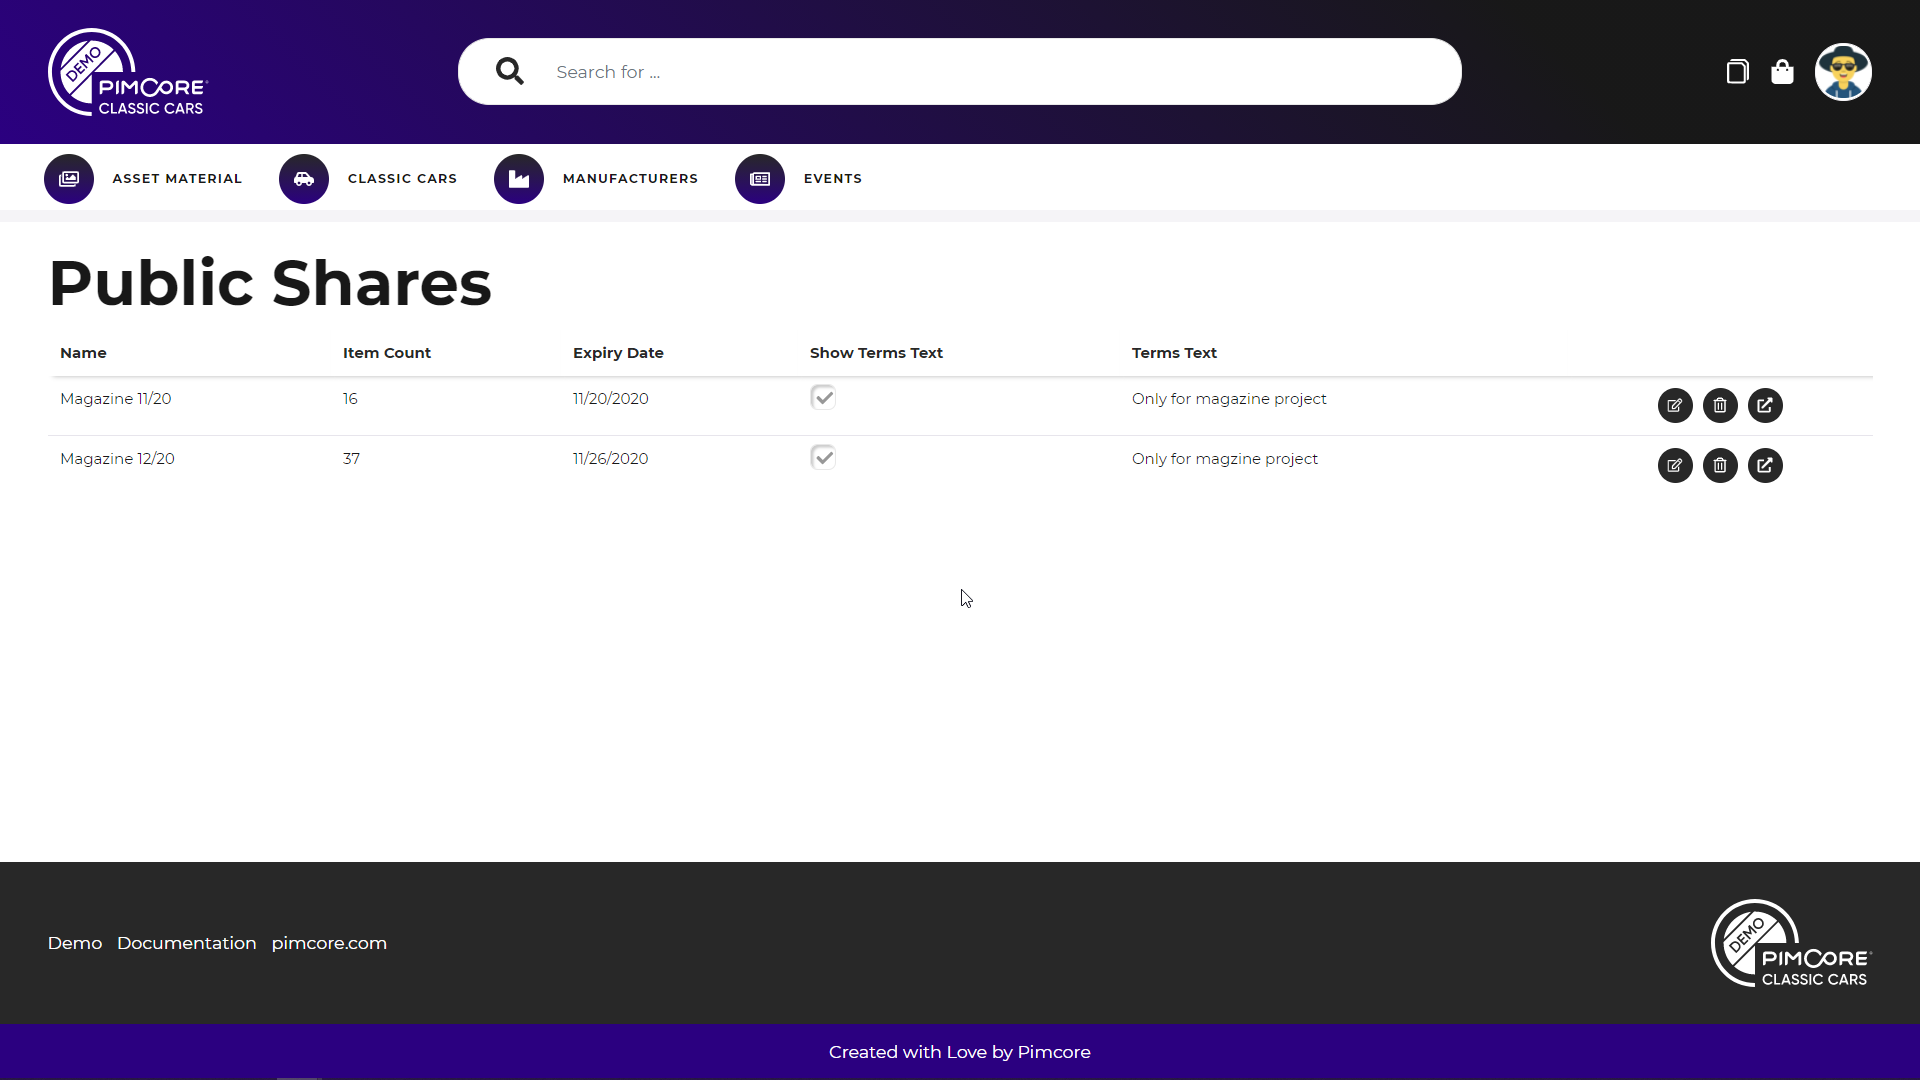 DEMO
PIMCORE
CLASSIC CARS
Search for ...
ASSET MATERIAL
CLASSIC CARS
MANUFACTURERS
EVENTS
Public Shares
Name Item Count Expiry Date Show Terms Text Terms Text
Magazine 11/20 16 11/20/2020 Only for magazine project
Magazine 12/20 37 11/26/2020 Only for magzine project
Demo Documentation pimcore.com
DEMO
PIMCORE
CLASSIC CARS
Created with Love by Pimcore